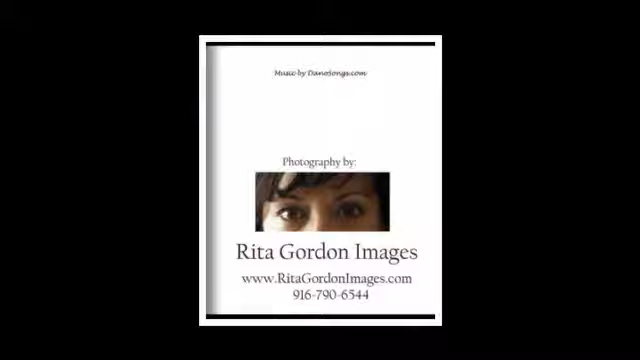 Music by DanoSongs.com
Photography by:
Rita Gordon Images
www.RitaGordonImages.com
916-790-6544